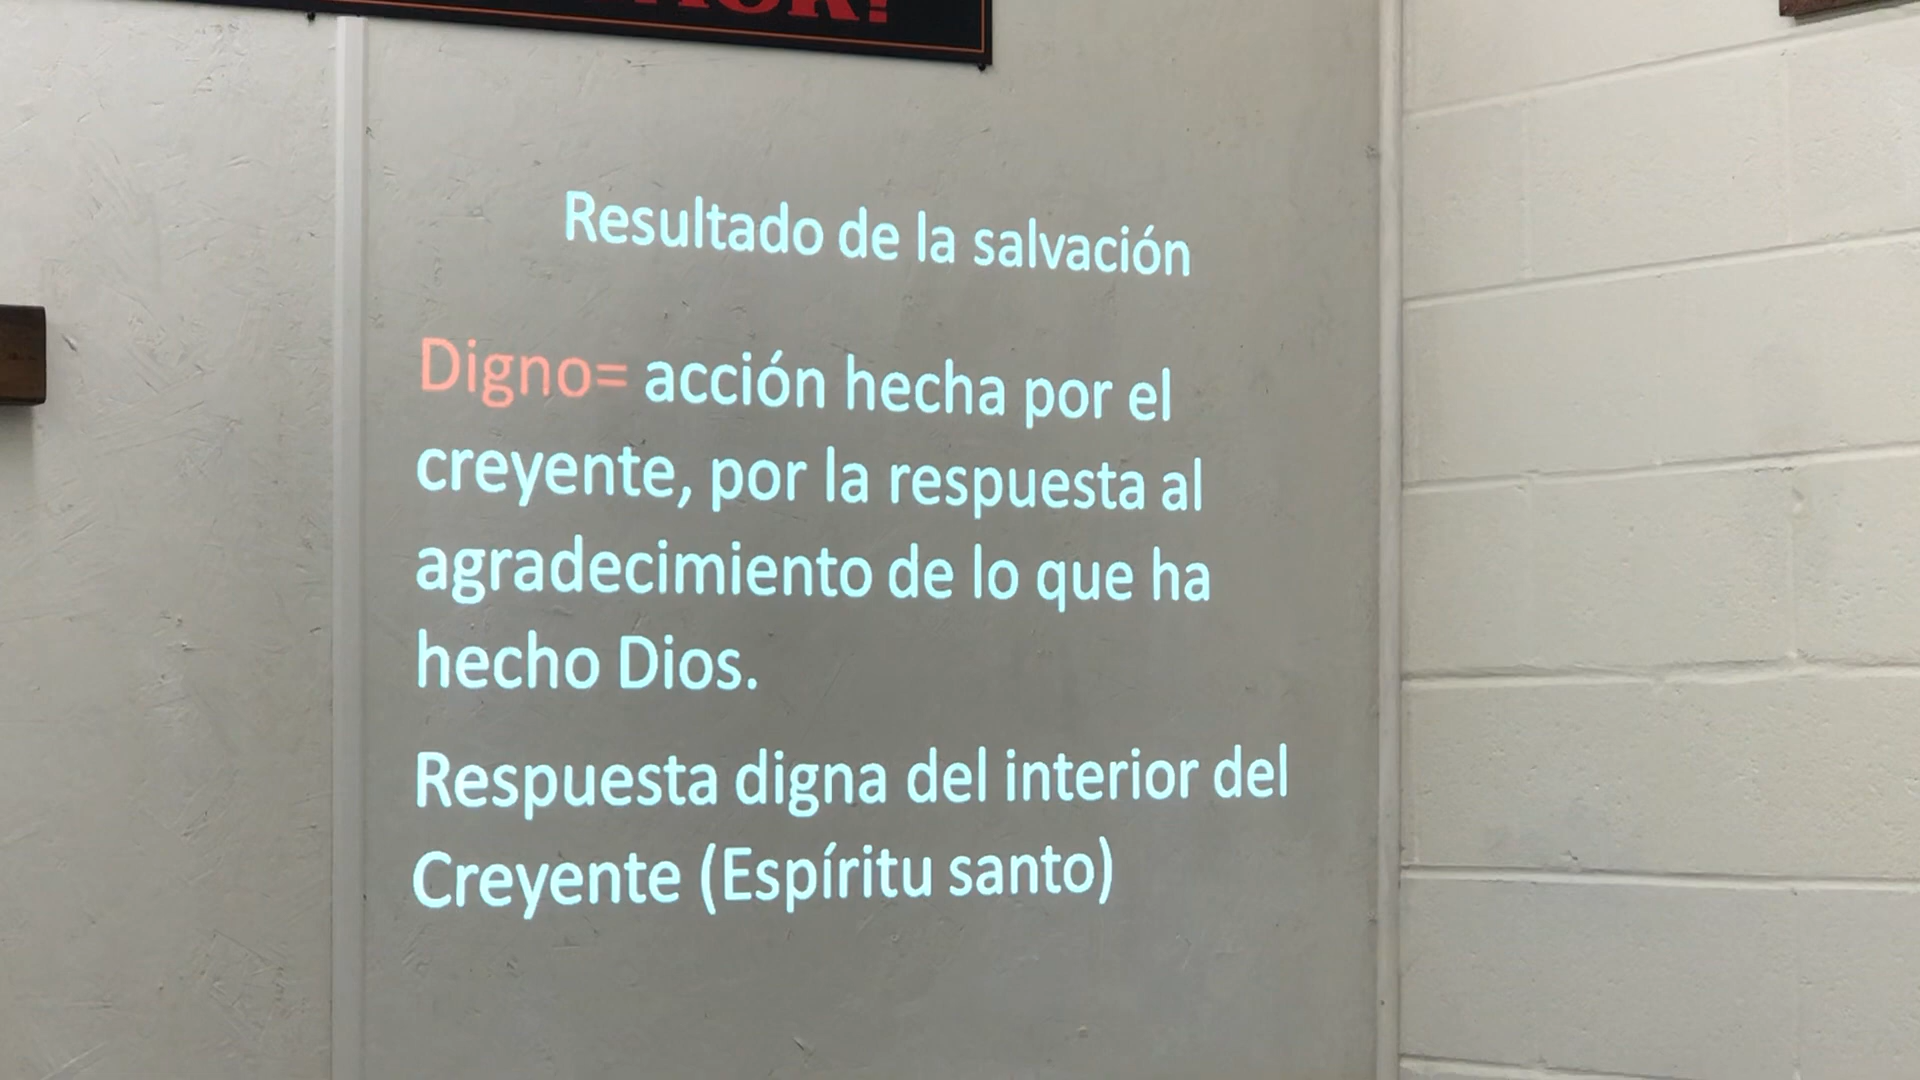 Resultado de la salvación
Digno= acción hecha por el
creyente, por la respuesta al
agradecimiento de lo que ha
hecho Dios.
Respuesta digna del interior del
Creyente (Espíritu santo)